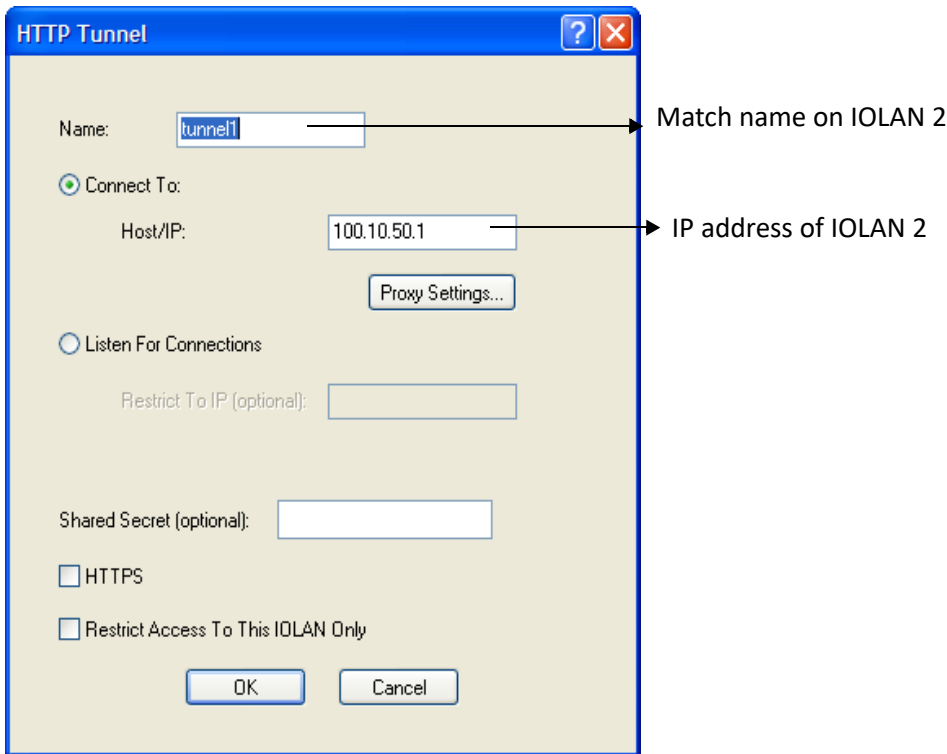 HTTP Tunnel
Name: tunnel1
Match name on IOLAN 2
Connect To:
Host/IP: 100.10.50.1
IP address of IOLAN 2
Proxy Settings...
Listen For Connections
Restrict To IP (optional):
Shared Secret (optional):
HTTPS
Restrict Access To This IOLAN Only
OK Cancel